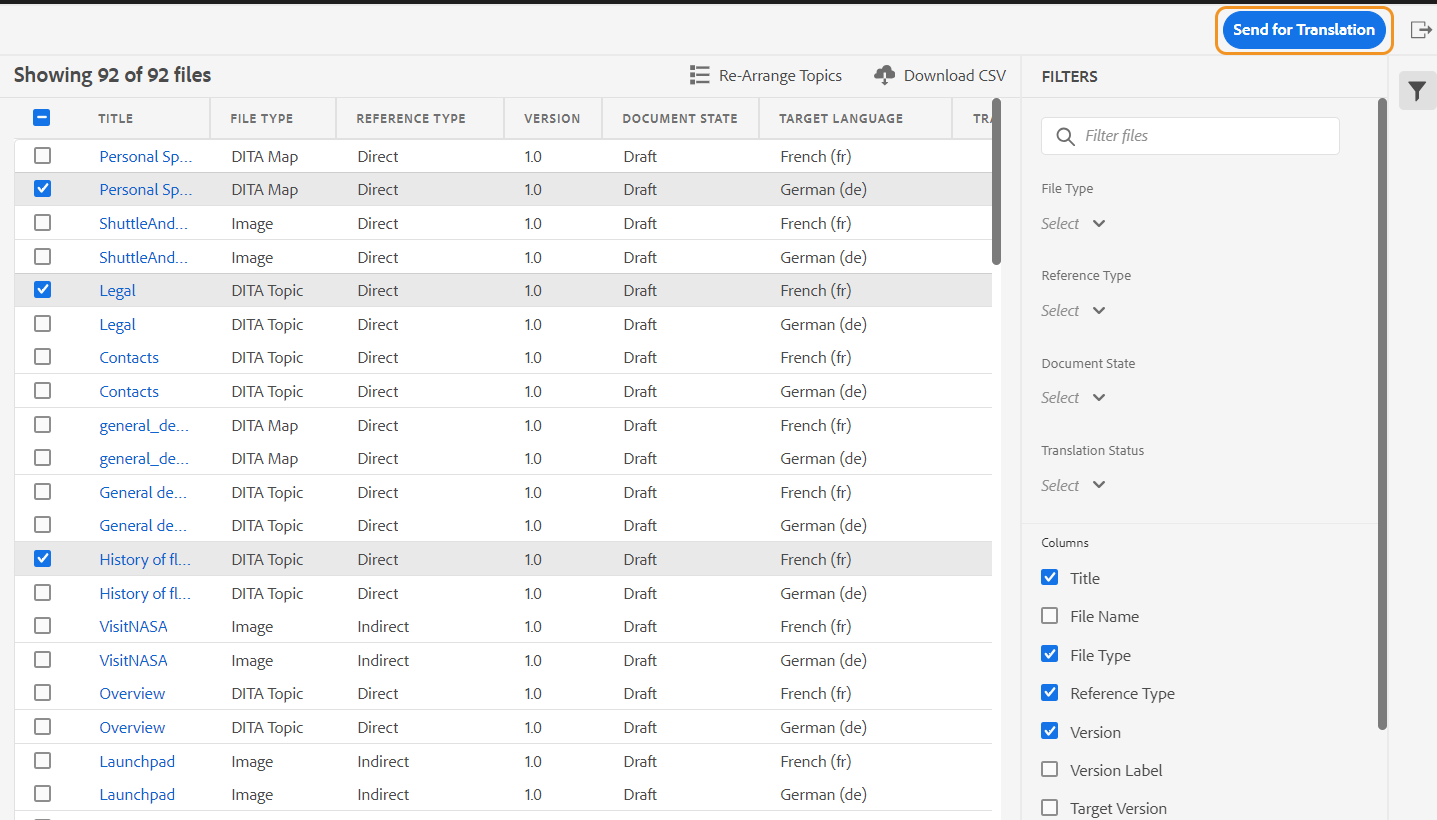 Send for Translation
Showing 92 of 92 files
Re-Arrange Topics
Download CSV
FILTERS
TITLE FILE TYPE REFERENCE TYPE VERSION DOCUMENT STATE TARGET LANGUAGE TRA
Personal Sp... DITA Map Direct 1.0 Draft French (fr)
Personal Sp... DITA Map Direct 1.0 Draft German (de)
ShuttleAnd... Image Direct 1.0 Draft French (fr)
ShuttleAnd... Image Direct 1.0 Draft German (de)
Legal DITA Topic Direct 1.0 Draft French (fr)
Legal DITA Topic Direct 1.0 Draft German (de)
Contacts DITA Topic Direct 1.0 Draft French (fr)
Contacts DITA Topic Direct 1.0 Draft German (de)
general_de... DITA Map Direct 1.0 Draft French (fr)
general_de... DITA Map Direct 1.0 Draft German (de)
General de... DITA Topic Direct 1.0 Draft French (fr)
General de... DITA Topic Direct 1.0 Draft German (de)
History of fl... DITA Topic Direct 1.0 Draft French (fr)
History of fl... DITA Topic Direct 1.0 Draft German (de)
VisitNASA Image Indirect 1.0 Draft French (fr)
VisitNASA Image Indirect 1.0 Draft German (de)
Overview DITA Topic Direct 1.0 Draft French (fr)
Overview DITA Topic Direct 1.0 Draft German (de)
Launchpad Image Indirect 1.0 Draft French (fr)
Launchpad Image Indirect 1.0 Draft German (de)
Filter files
File Type
Select
Reference Type
Select
Document State
Select
Translation Status
Select
Columns
Title
File Name
File Type
Reference Type
Version
Version Label
Target Version